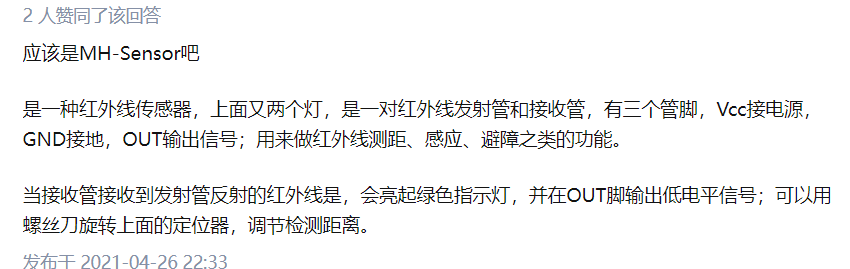 2 人赞同了该回答
应该是MH-Sensor吧
是一种红外线传感器，上面又两个灯，是一对红外线发射管和接收管，有三个管脚，Vcc接电源，
GND接地，OUT输出信号；用来做红外线测距、感应、避障之类的功能。
当接收管接收到发射管反射的红外线是，会亮起绿色指示灯，并在OUT脚输出低电平信号；可以用
螺丝刀旋转上面的定位器，调节检测距离。
发布于 2021-04-26 22:33